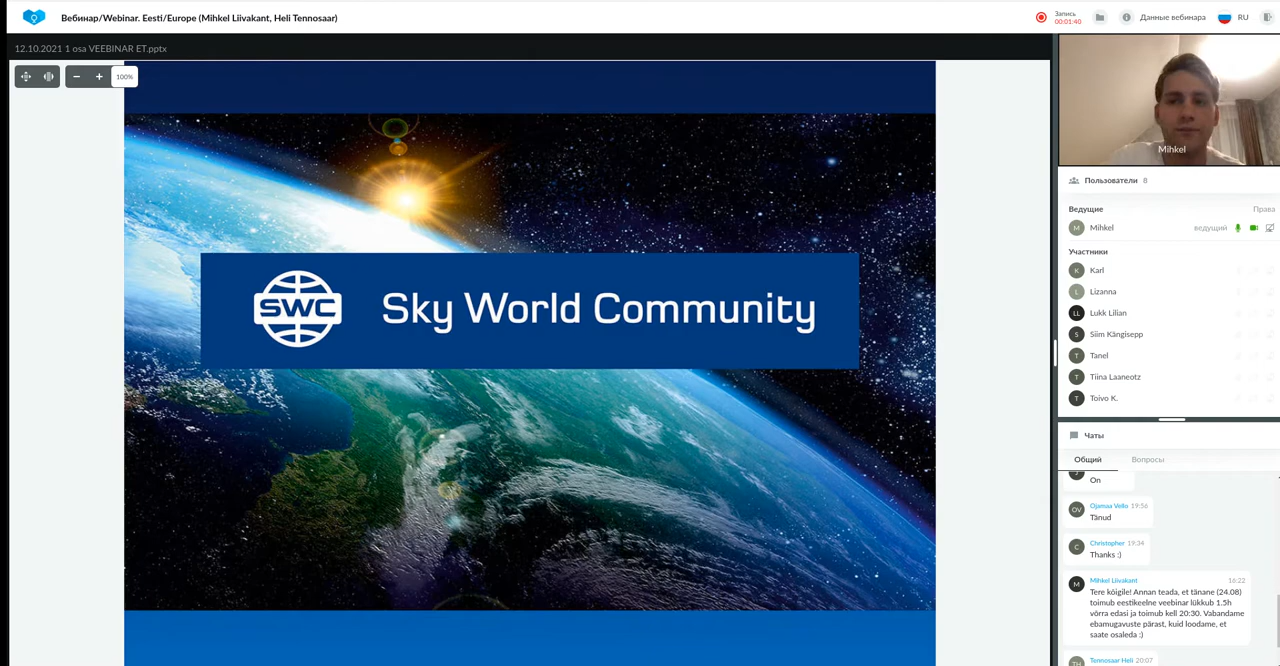 Вебинар/Webinar. Eesti/Europe (Mihkel Liivakant, Heli Tennosaar)
Запись
00:01:40
Данные вебинара
RU
12.10.2021 1 osa VEEBINAR ET.pptx
100%
SWC
Sky World Community
Mihkel
Пользователи 8
Ведущие
Права
M
Mihkel
ведущий
Участники
K
Karl
L
Lizanna
LL
Lukk Lilian
S
Siim Kängisepp
T
Tanel
T
Tiina Laaneotz
T
Toivo K.
Чаты
Общий
Вопросы
On
OV
Ojamaa Vello 19:56
Tänud
C
Christopher 19:34
Thanks :)
M
Mihkel Liivakant 16:22
Tere kõigile! Annan teada, et tänane (24.08)
toimub eestikeelne veebinar lükkub 1.5h
võrra edasi ja toimub kell 20:30. Vabandame
ebamugavuste pärast, kuid loodame, et
saate osaleda :)
TH
Tennosaar Heli 20:07